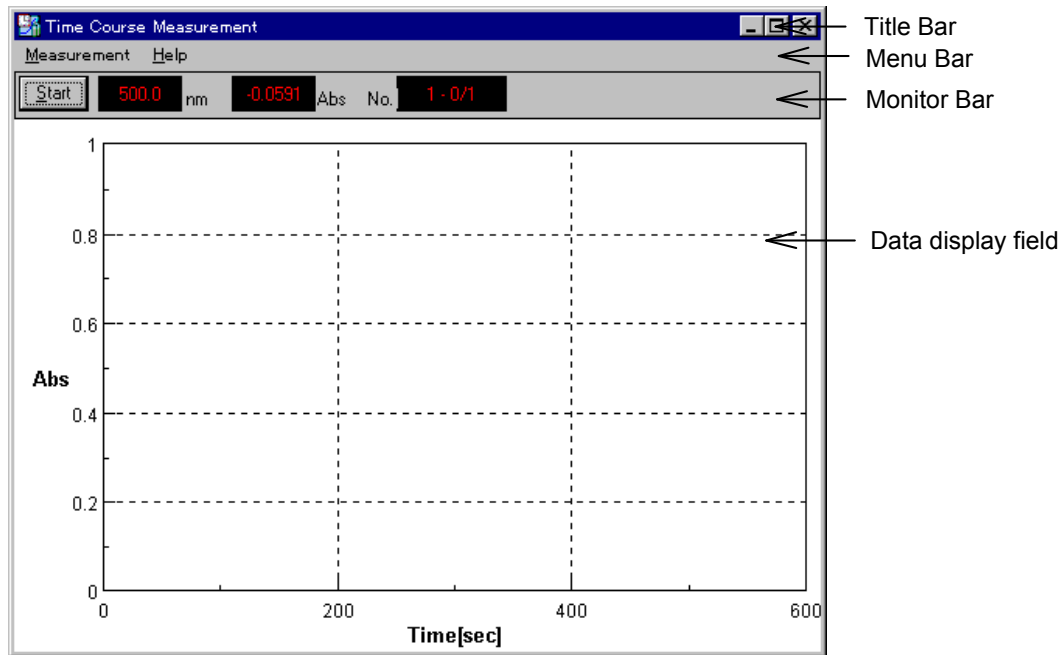 Time Course Measurement
Title Bar
Measurement Help
Menu Bar
Start 500.0 nm -0.0591 Abs No. 1 - 0/1
Monitor Bar
1
0.8
Data display field
0.6
Abs
0.4
0.2
0
0 200 400 600
Time[sec]